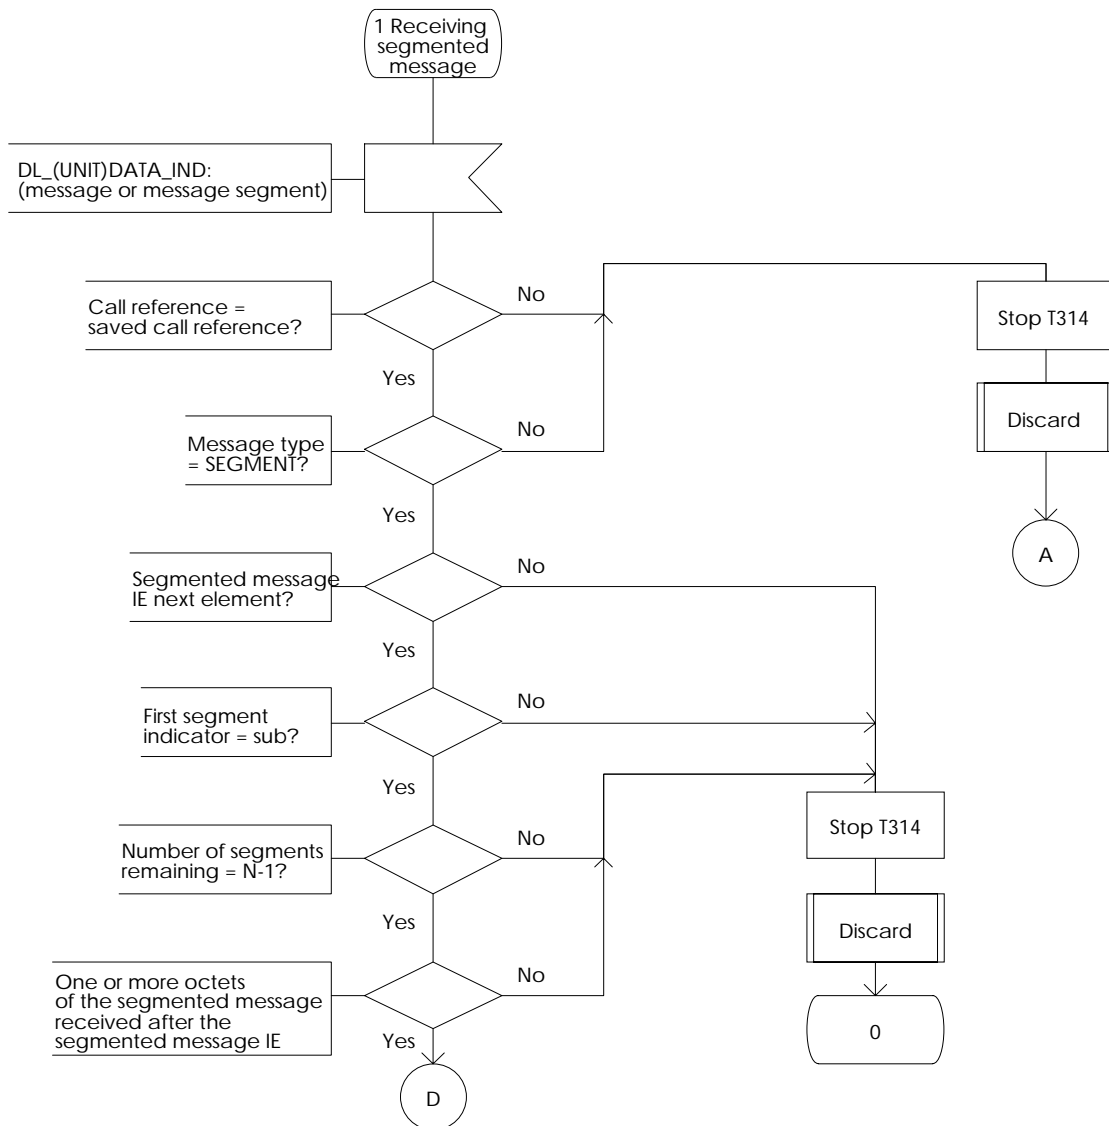 1 Receiving
segmented
message
DL_(UNIT)DATA_IND:
(message or message segment)
Call reference =
saved call reference?
No
Stop T314
Yes
Discard
Message type
= SEGMENT?
No
Yes
A
Segmented message
IE next element?
No
Yes
First segment
indicator = sub?
No
Yes
Stop T314
Number of segments
remaining = N-1?
No
Yes
Discard
One or more octets
of the segmented message
received after the
segmented message IE
No
Yes
0
D